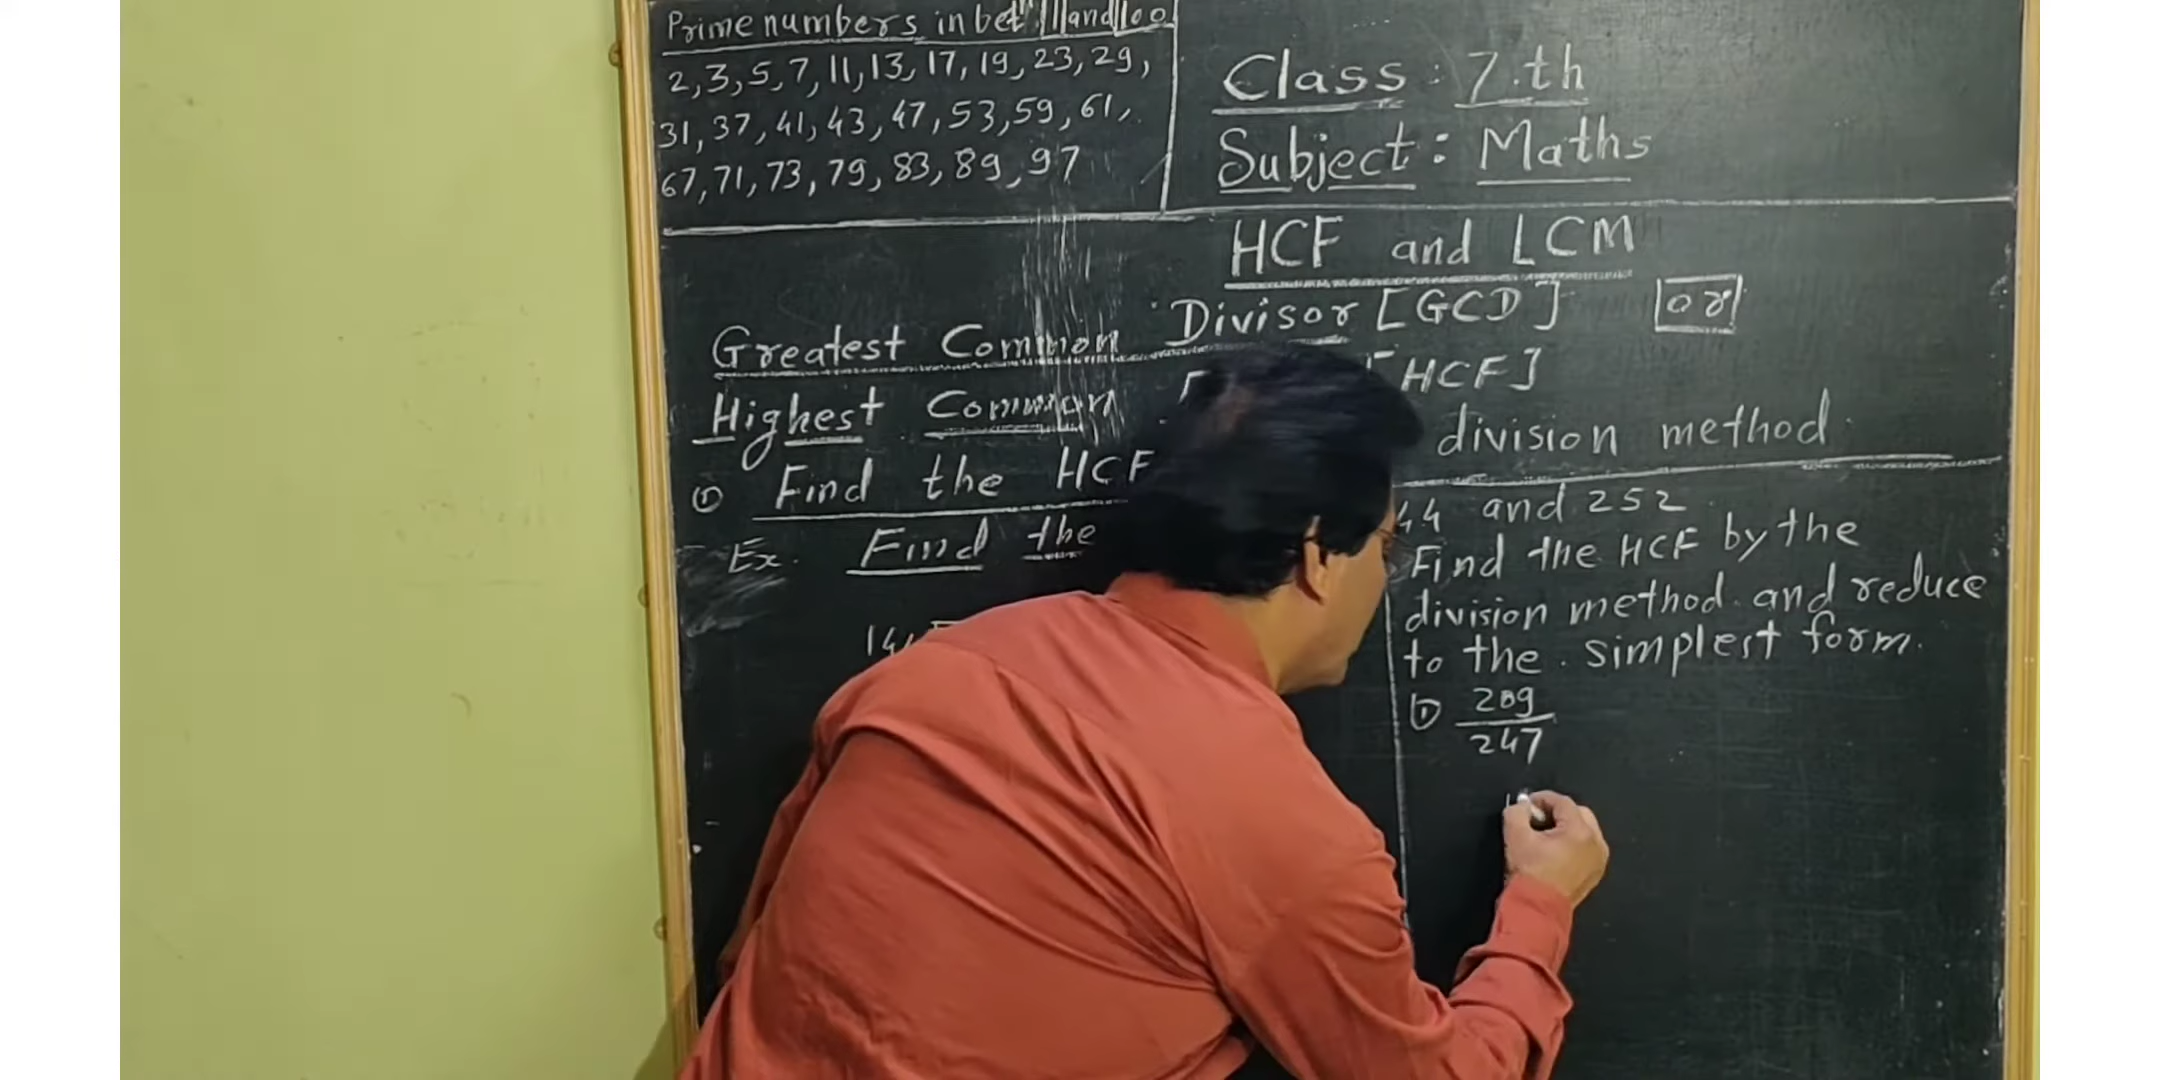 Prime numbers in betn 1 and 100
2, 3, 5, 7, 11, 13, 17, 19, 23, 29,
31, 37, 41, 43, 47, 53, 59, 61,
67, 71, 73, 79, 83, 89, 97
Class : 7.th
Subject : Maths
HCF and LCM
Greatest Common Divisor [GCD] or
Highest Common [HCF]
① Find the HCF division method.
Ex. Find the
44 and 252
Find the HCF by the
division method. and reduce
to the . simplest form.
① 209
247